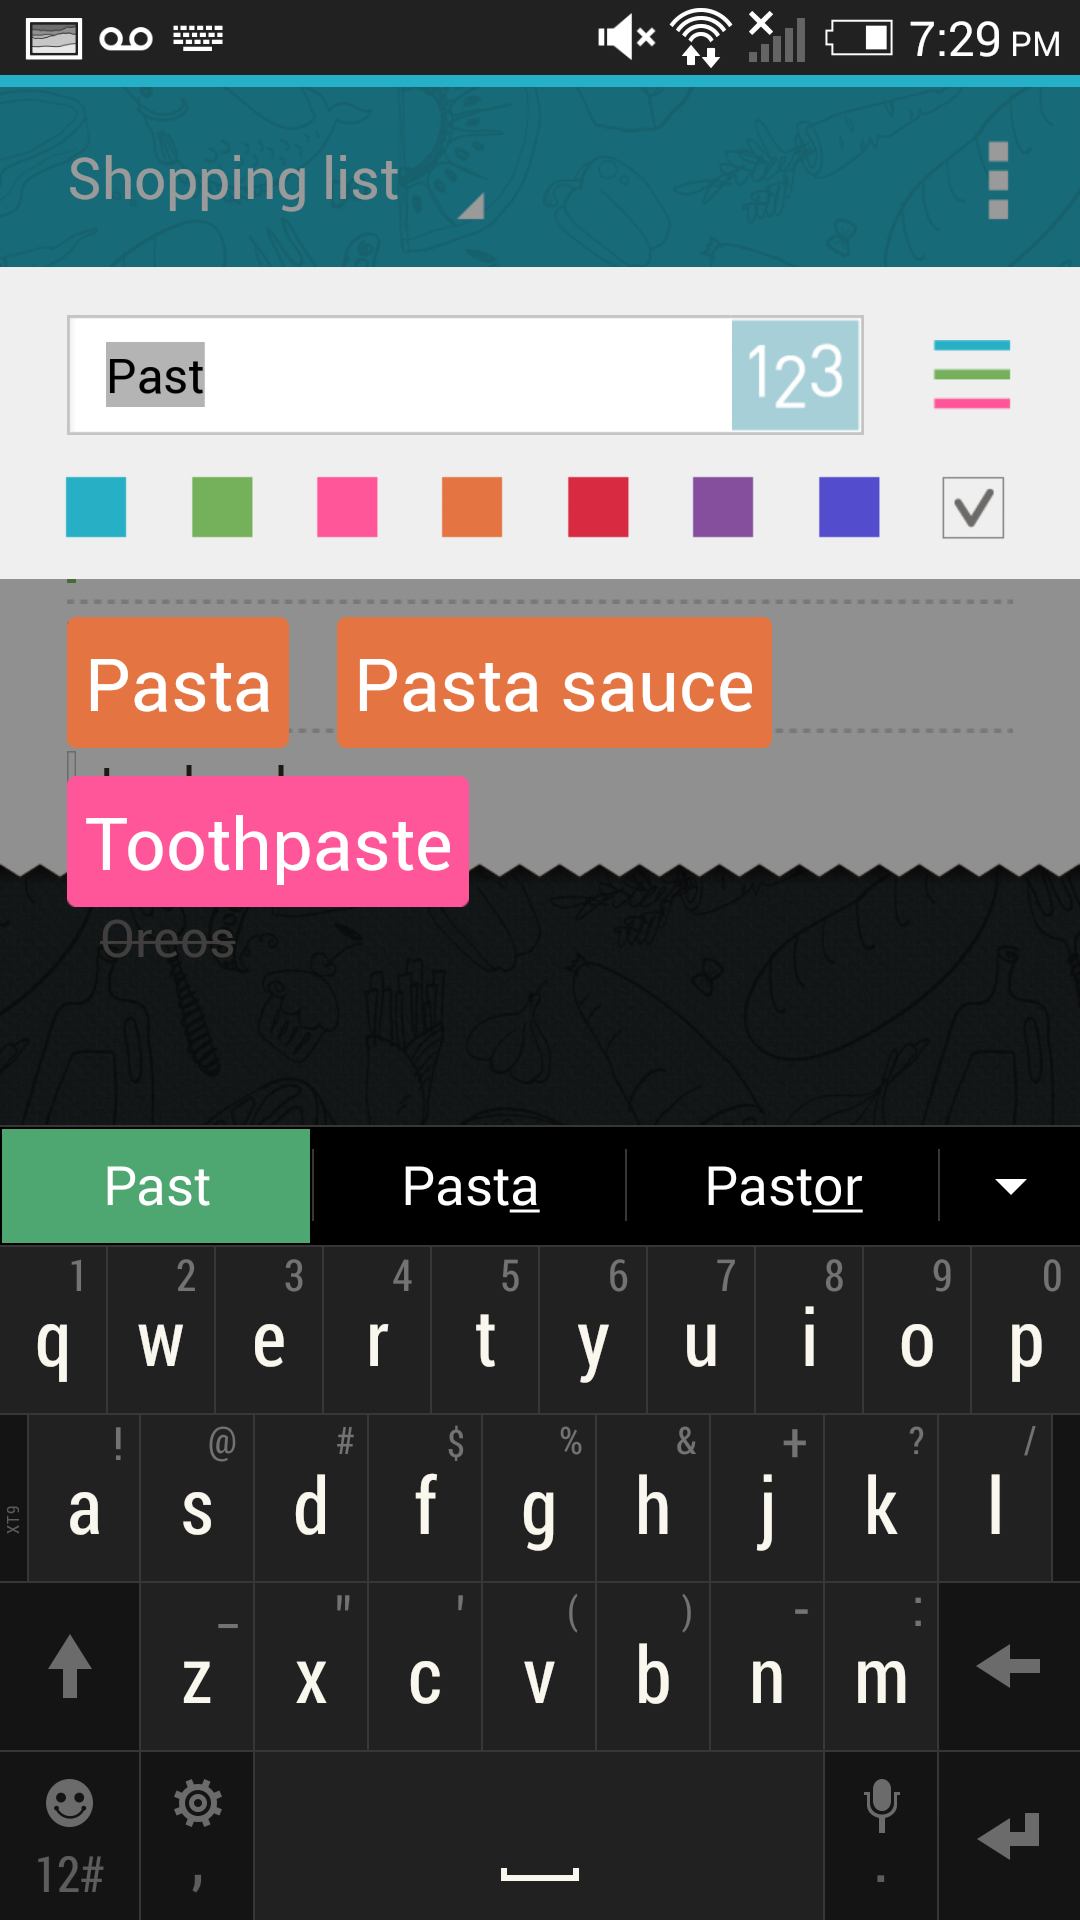 7:29 PM
Shopping list
Past
123
Pasta
Pasta sauce
Toothpaste
Oreos
Past
Pasta
Pastor
1 2 3 4 5 6 7 8 9 0
q w e r t y u i o p
! @ # $ % & + ? /
XT9
a s d f g h j k l
_ " ' ( ) - :
z x c v b n m
12# , .